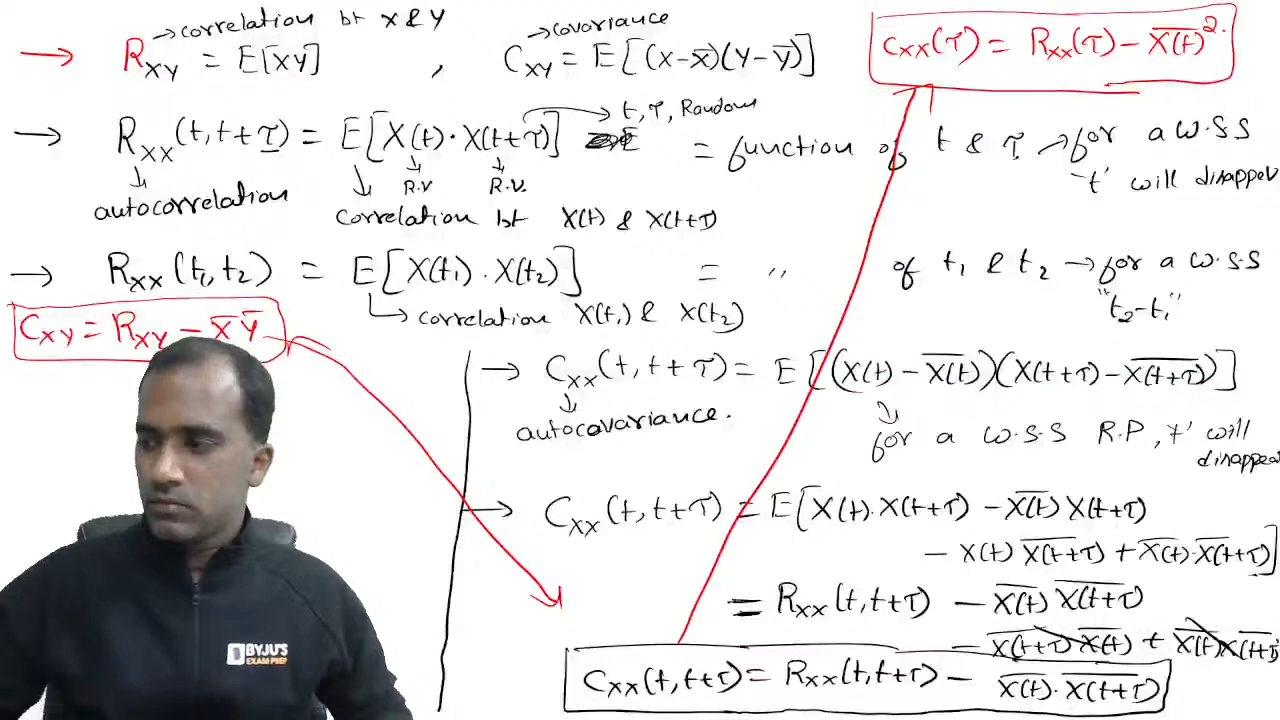 → correlation bt X & Y
→ R_XY = E[XY] , C_XY = E[(X-X̅)(Y-Y̅)]
→ covariance
C_XX(τ) = R_XX(τ) - X̅(̅t̅)̅².
→ R_XX(t, t+τ) = E[X(t)·X(t+τ)] = function of t & τ → for a W.S.S
→ t, τ, Random
't' will disappear
R.V R.V.
autocorrelation
correlation bt X(t) & X(t+τ)
→ R_XX(t₁, t₂) = E[X(t₁)·X(t₂)] = 〃 of t₁ & t₂ → for a W.S.S
"t₂-t₁"
→ correlation X(t₁) & X(t₂)
C_XY = R_XY - X̅ Y̅
→ C_XX(t, t+τ) = E[(X(t) - X̅(̅t̅)̅)(X(t+τ) - X̅(̅t̅+̅τ̅)̅)]
autocovariance.
for a W.S.S R.P, 't' will
disappear
→ C_XX(t, t+τ) = E[X(t)·X(t+τ) - X̅(̅t̅)̅ X(t+τ)
- X(t) X̅(̅t̅+̅τ̅)̅ + X̅(̅t̅)̅·X̅(̅t̅+̅τ̅)̅]
= R_XX(t, t+τ) - X̅(̅t̅)̅ X̅(̅t̅+̅τ̅)̅
- X̅(̅t̅+̅τ̅)̅ X̅(̅t̅)̅ + X̅(̅t̅)̅ X̅(̅t̅+̅τ̅)̅
C_XX(t, t+τ) = R_XX(t, t+τ) - X̅(̅t̅)̅·X̅(̅t̅+̅τ̅)̅
BYJU'S
EXAM PREP